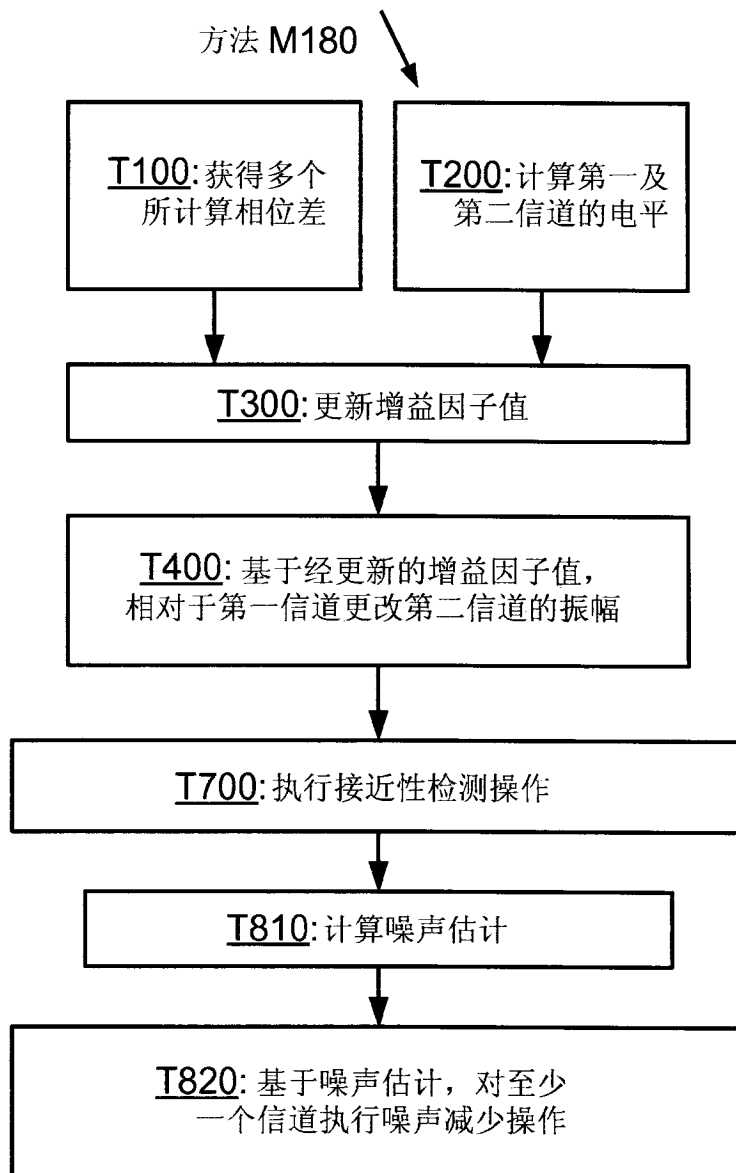 方法 M180
T100: 获得多个
所计算相位差
T200: 计算第一及
第二信道的电平
T300: 更新增益因子值
T400: 基于经更新的增益因子值，
相对于第一信道更改第二信道的振幅
T700: 执行接近性检测操作
T810: 计算噪声估计
T820: 基于噪声估计，对至少
一个信道执行噪声减少操作